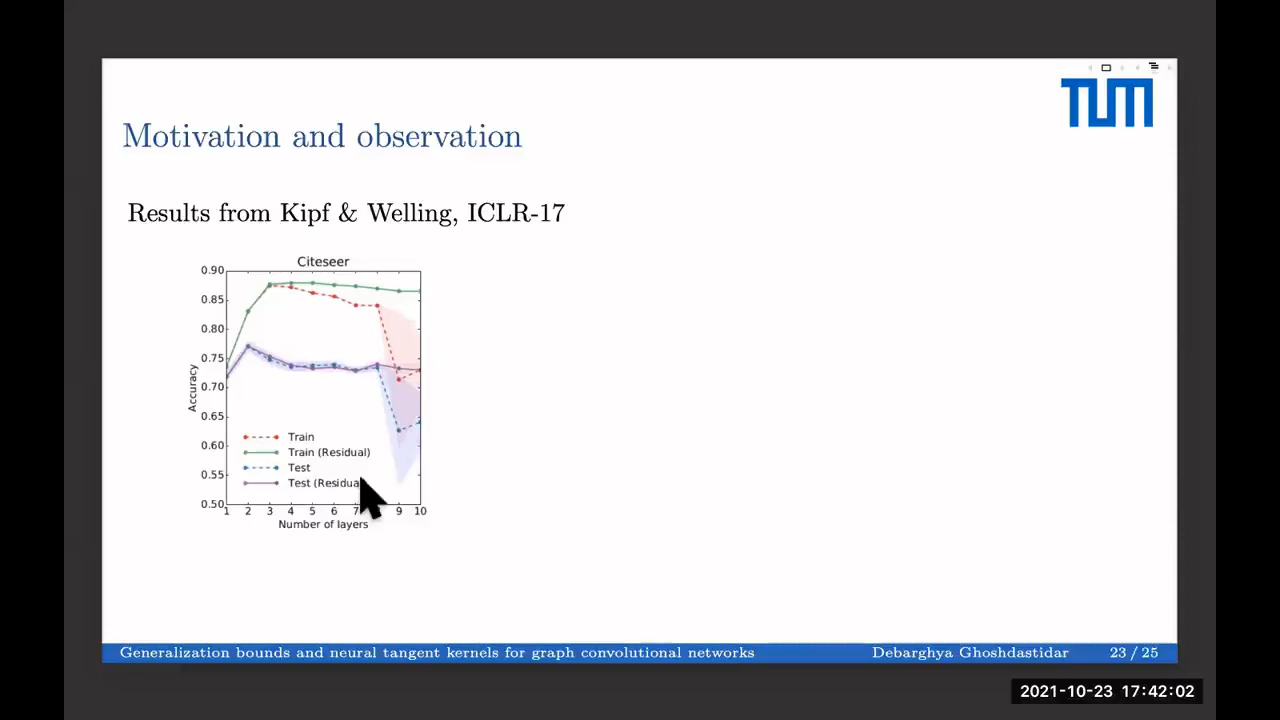 TUM
Motivation and observation
Results from Kipf & Welling, ICLR-17
Citeseer
0.90
0.85
0.80
0.75
0.70
0.65
0.60
0.55
0.50
Accuracy
Train
Train (Residual)
Test
Test (Residua
1 2 3 4 5 6 7 9 10
Number of layers
Generalization bounds and neural tangent kernels for graph convolutional networks Debarghya Ghoshdastidar 23 / 25
2021-10-23 17:42:02